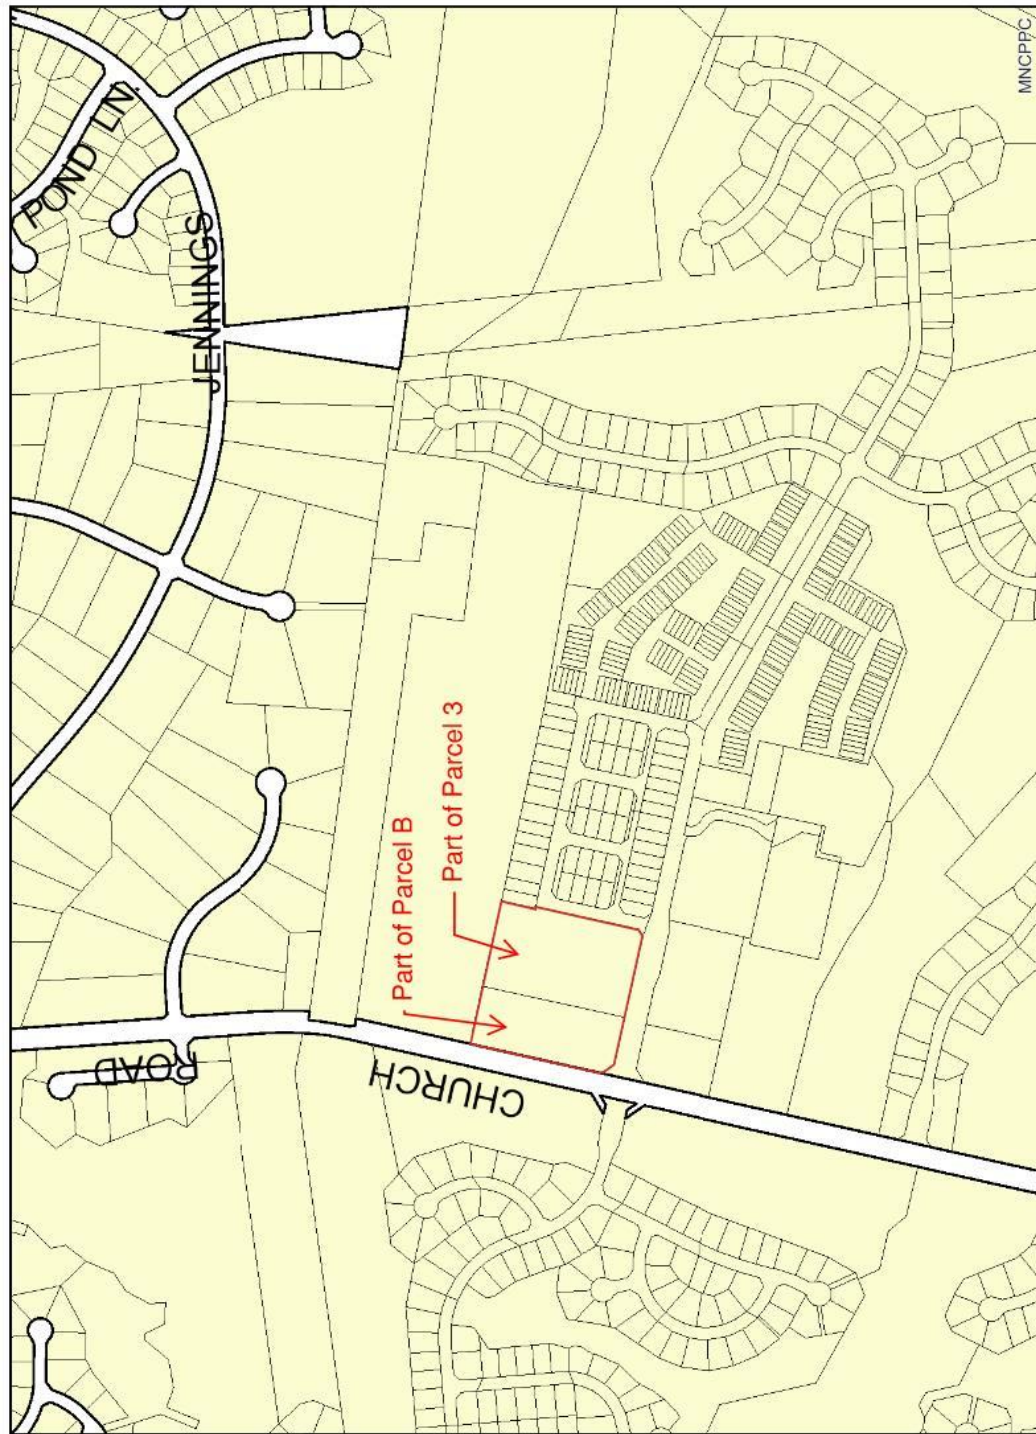 POND LN.
JENNINGS
ROAD
CHURCH
Part of Parcel B
Part of Parcel 3
MNCPPC